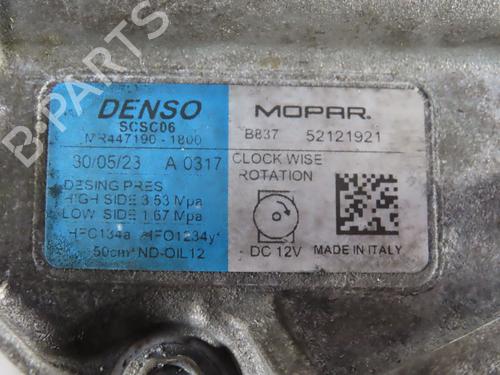 DENSO
SCSC06
MR447190-1800
30/05/23 A 0317
DESING PRES
HIGH SIDE 3.53 Mpa
LOW SIDE 1.67 Mpa
HFC134a HFO1234y
50cm³ ND-OIL12
MOPAR.
B837 52121921
CLOCK WISE
ROTATION
DC 12V
MADE IN ITALY
BPARTS